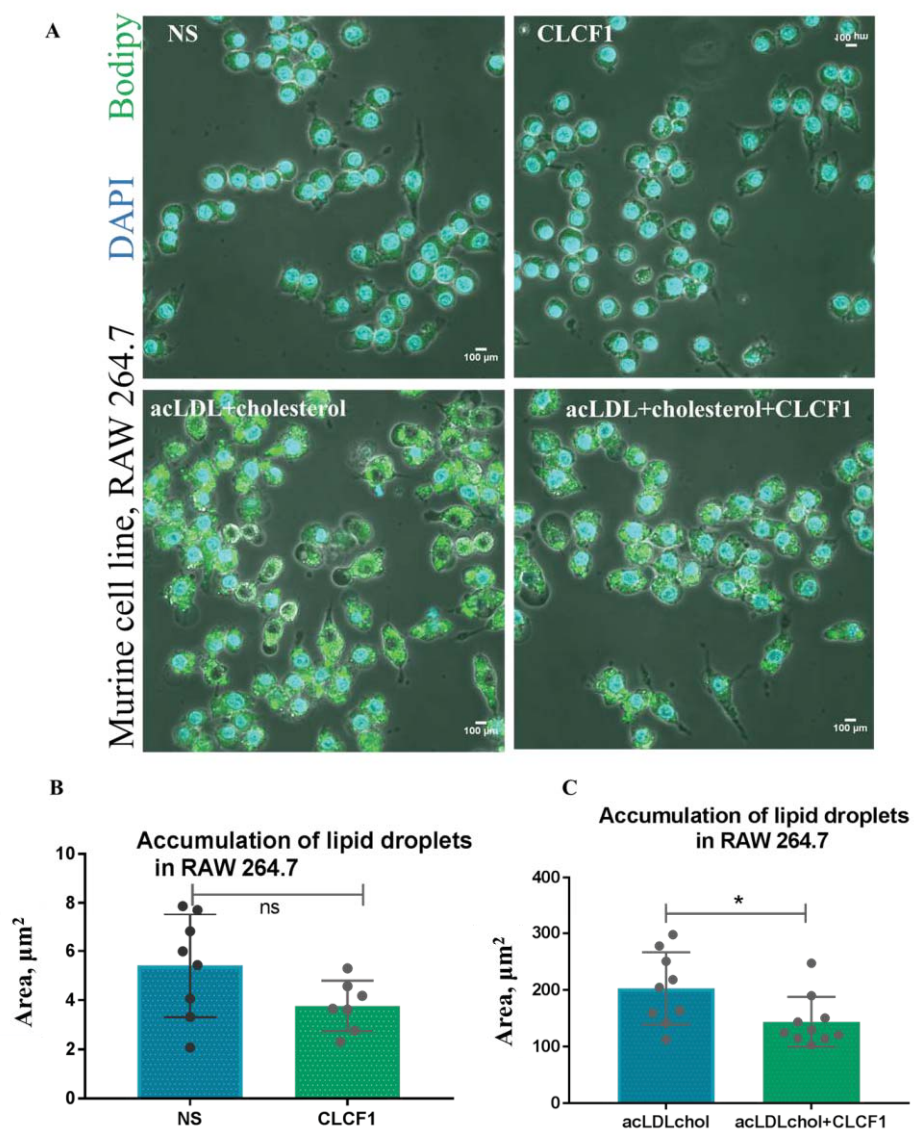 A
Bodipy
DAPI
Murine cell line, RAW 264.7
NS
100 µm
CLCF1
100 µm
100 µm
acLDL+cholesterol
100 µm
acLDL+cholesterol+CLCF1
100 µm
B
Accumulation of lipid droplets
in RAW 264.7
ns
Area, µm²
10
8
6
4
2
0
NS
CLCF1
C
Accumulation of lipid droplets
in RAW 264.7
*
Area, µm²
400
300
200
100
0
acLDLchol
acLDLchol+CLCF1